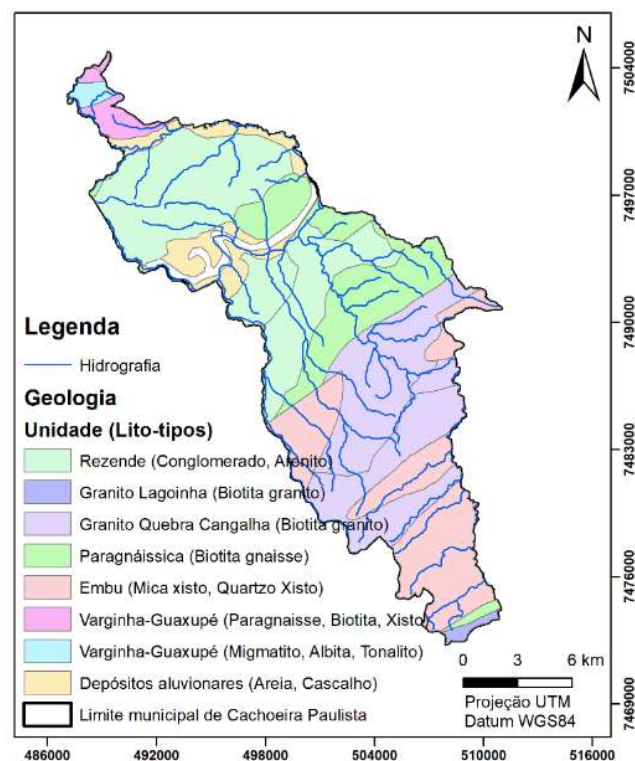 N
7504000
7497000
7490000
7483000
7476000
7469000
Legenda
Hidrografia
Geologia
Unidade (Lito-tipos)
Rezende (Conglomerado, Arenito)
Granito Lagoinha (Biotita granito)
Granito Quebra Cangalha (Biotita granito)
Paragnáissica (Biotita gnaisse)
Embu (Mica xisto, Quartzo Xisto)
Varginha-Guaxupé (Paragnaisse, Biotita, Xisto)
Varginha-Guaxupé (Migmatito, Albita, Tonalito)
Depósitos aluvionares (Areia, Cascalho)
Limite municipal de Cachoeira Paulista
0 3 6 km
Projeção UTM
Datum WGS84
486000 492000 498000 504000 510000 516000